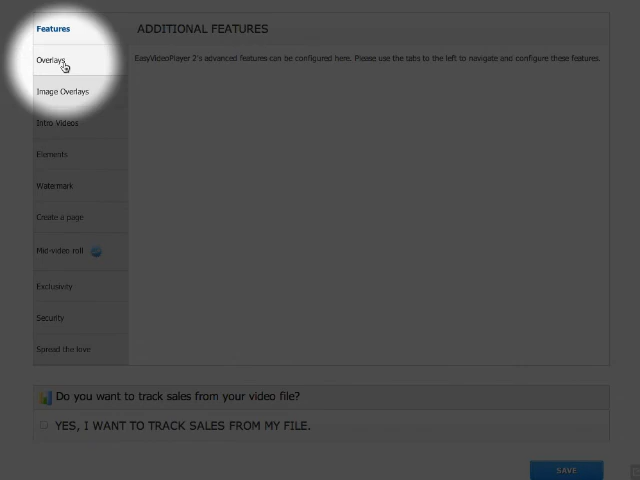 Features
ADDITIONAL FEATURES
Overlays
EasyVideoPlayer 2's advanced features can be configured here. Please use the tabs to the left to navigate and configure these features.
Image Overlays
Intro Videos
Elements
Watermark
Create a page
Mid-video roll
Exclusivity
Security
Spread the love
Do you want to track sales from your video file?
YES, I WANT TO TRACK SALES FROM MY FILE.
SAVE